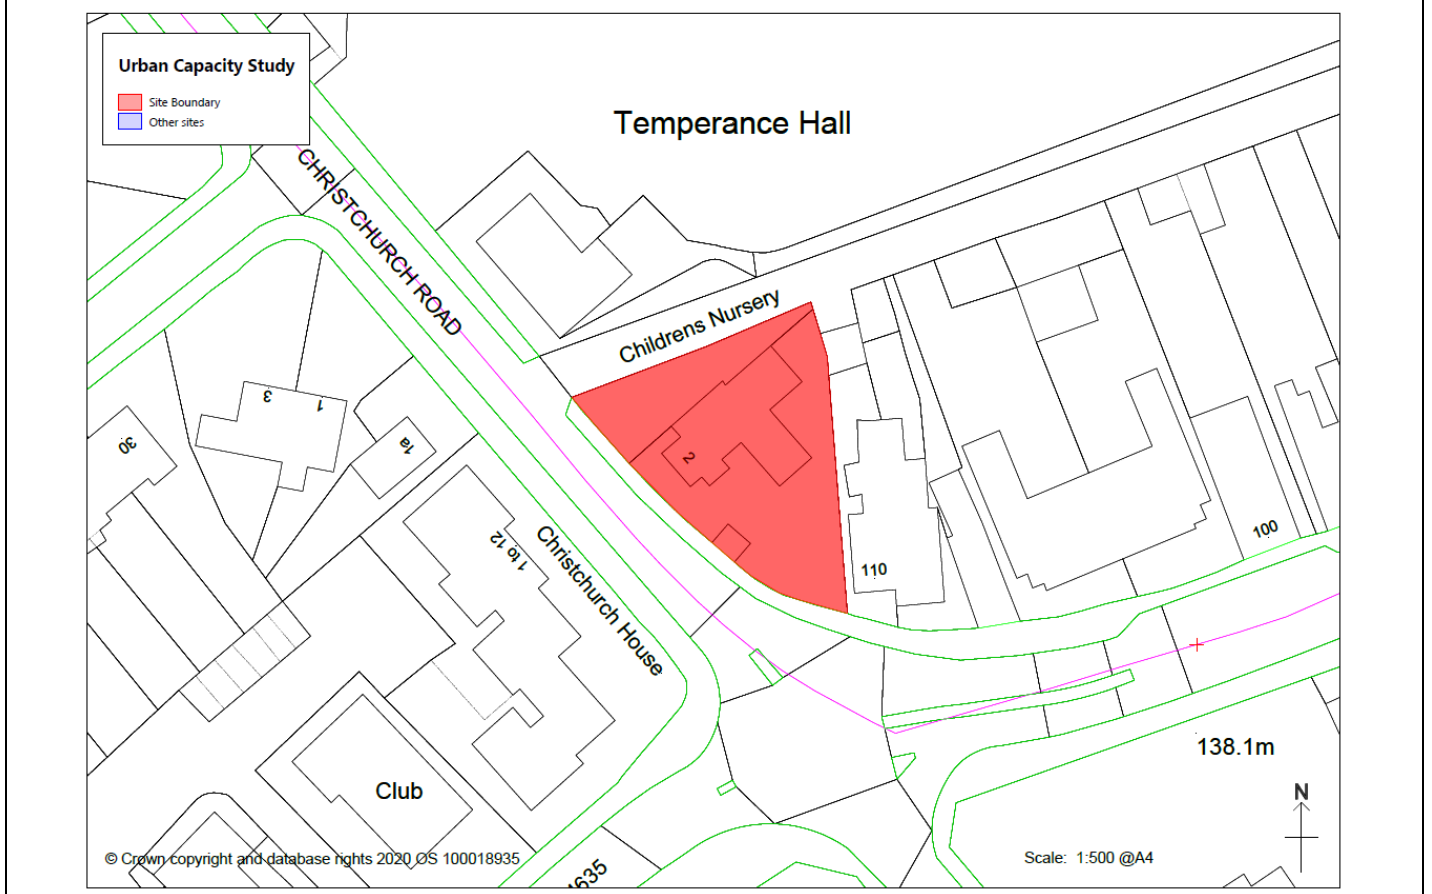 Urban Capacity Study
Site Boundary
Other sites
Temperance Hall
CHRISTCHURCH ROAD
Childrens Nursery
3
1
1a
30
2
1 to 12
Christchurch House
110
100
138.1m
Club
N
© Crown copyright and database rights 2020 OS 100018935
Scale: 1:500 @A4